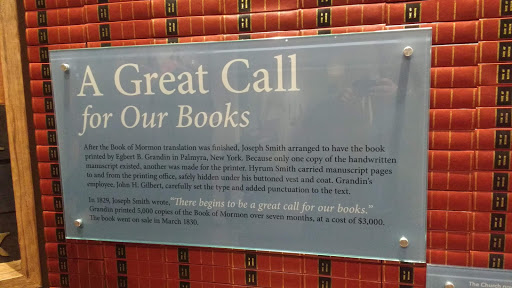 A Great Call
for Our Books
After the Book of Mormon translation was finished, Joseph Smith arranged to have the book
printed by Egbert B. Grandin in Palmyra, New York. Because only one copy of the handwritten
manuscript existed, another was made for the printer. Hyrum Smith carried manuscript pages
to and from the printing office, safely hidden under his buttoned vest and coat. Grandin's
employee, John H. Gilbert, carefully set the type and added punctuation to the text.
In 1829, Joseph Smith wrote, "There begins to be a great call for our books."
Grandin printed 5,000 copies of the Book of Mormon over seven months, at a cost of $3,000.
The book went on sale in March 1830.
The Church